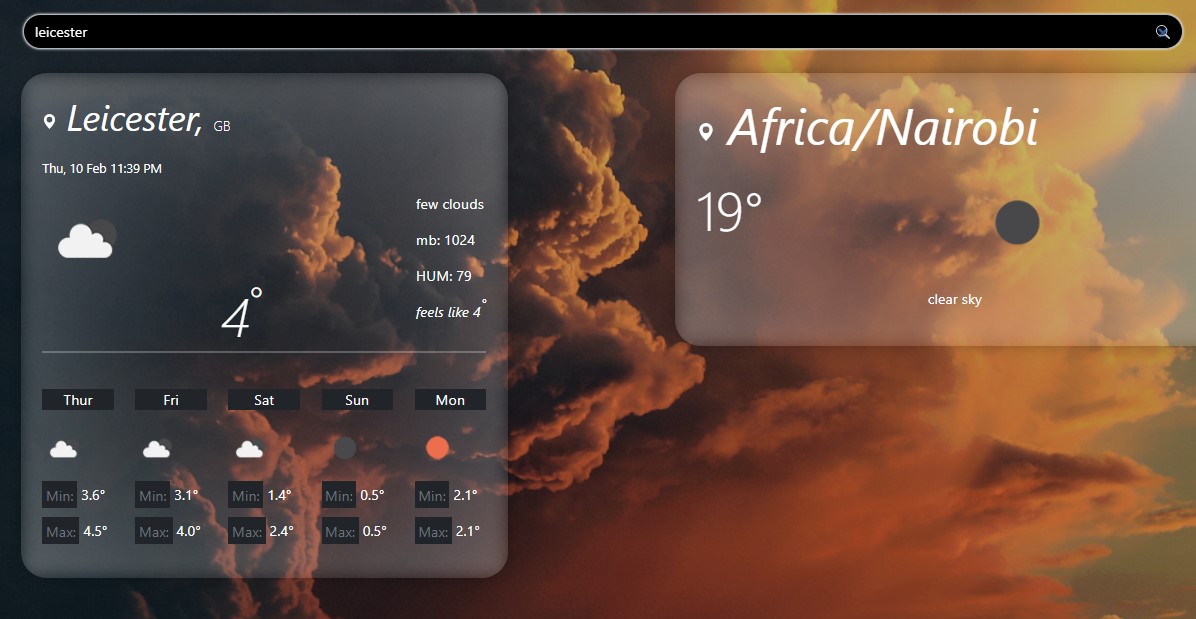 leicester
Leicester, GB
Thu, 10 Feb 11:39 PM
few clouds
mb: 1024
HUM: 79
feels like 4°
4°
Thur Fri Sat Sun Mon
Min: 3.6° Min: 3.1° Min: 1.4° Min: 0.5° Min: 2.1°
Max: 4.5° Max: 4.0° Max: 2.4° Max: 0.5° Max: 2.1°
Africa/Nairobi
19°
clear sky